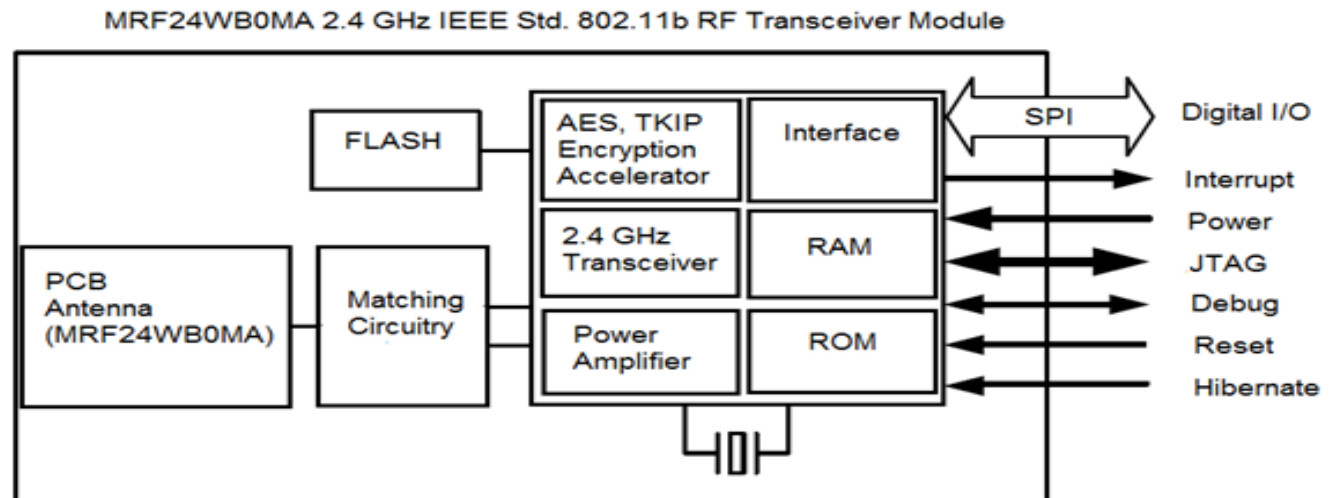 MRF24WB0MA 2.4 GHz IEEE Std. 802.11b RF Transceiver Module
FLASH
AES, TKIP
Encryption
Accelerator
Interface
SPI
Digital I/O
Interrupt
Power
JTAG
Debug
Reset
Hibernate
2.4 GHz
Transceiver
RAM
PCB
Antenna
(MRF24WB0MA)
Matching
Circuitry
Power
Amplifier
ROM